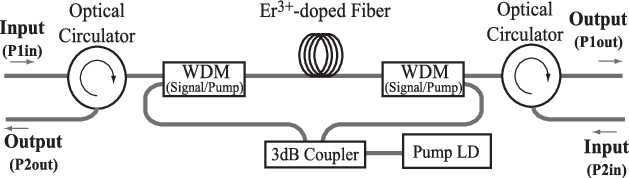 Input
(P1in)
Optical
Circulator
Er³⁺-doped Fiber
Optical
Circulator
Output
(P1out)
WDM
(Signal/Pump)
WDM
(Signal/Pump)
Output
(P2out)
3dB Coupler
Pump LD
Input
(P2in)